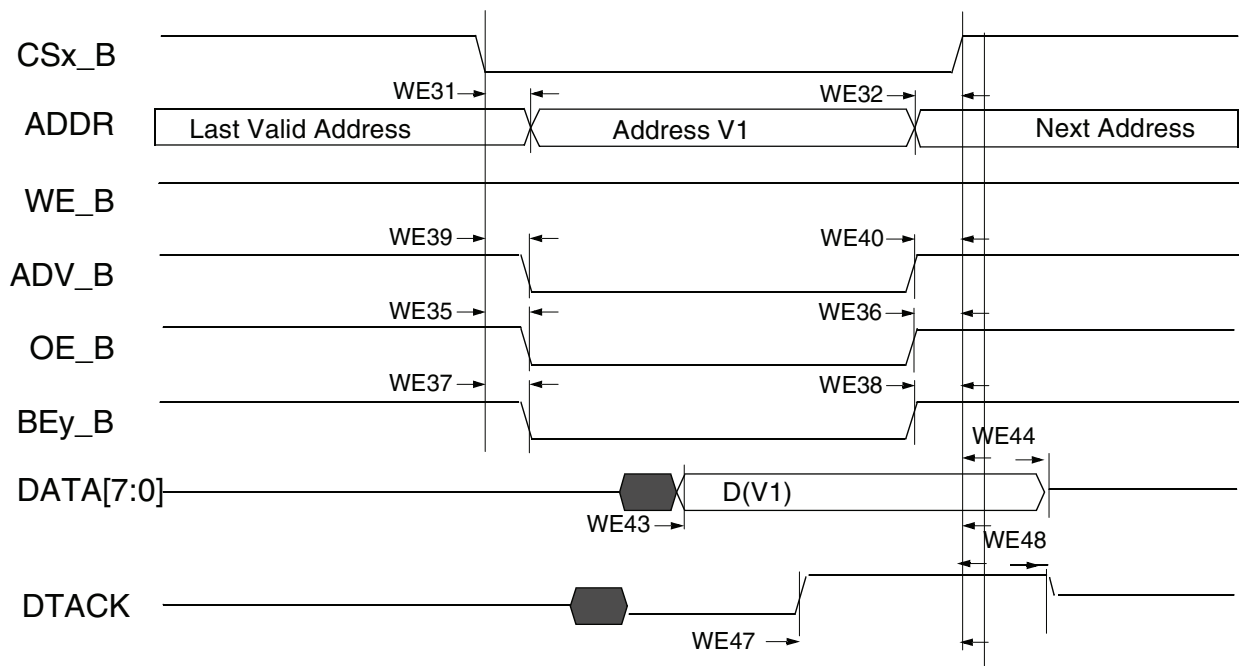 CSx_B
WE31
WE32
ADDR
Last Valid Address
Address V1
Next Address
WE_B
WE39
WE40
ADV_B
WE35
WE36
OE_B
WE37
WE38
BEy_B
WE44
DATA[7:0]
D(V1)
WE43
WE48
DTACK
WE47